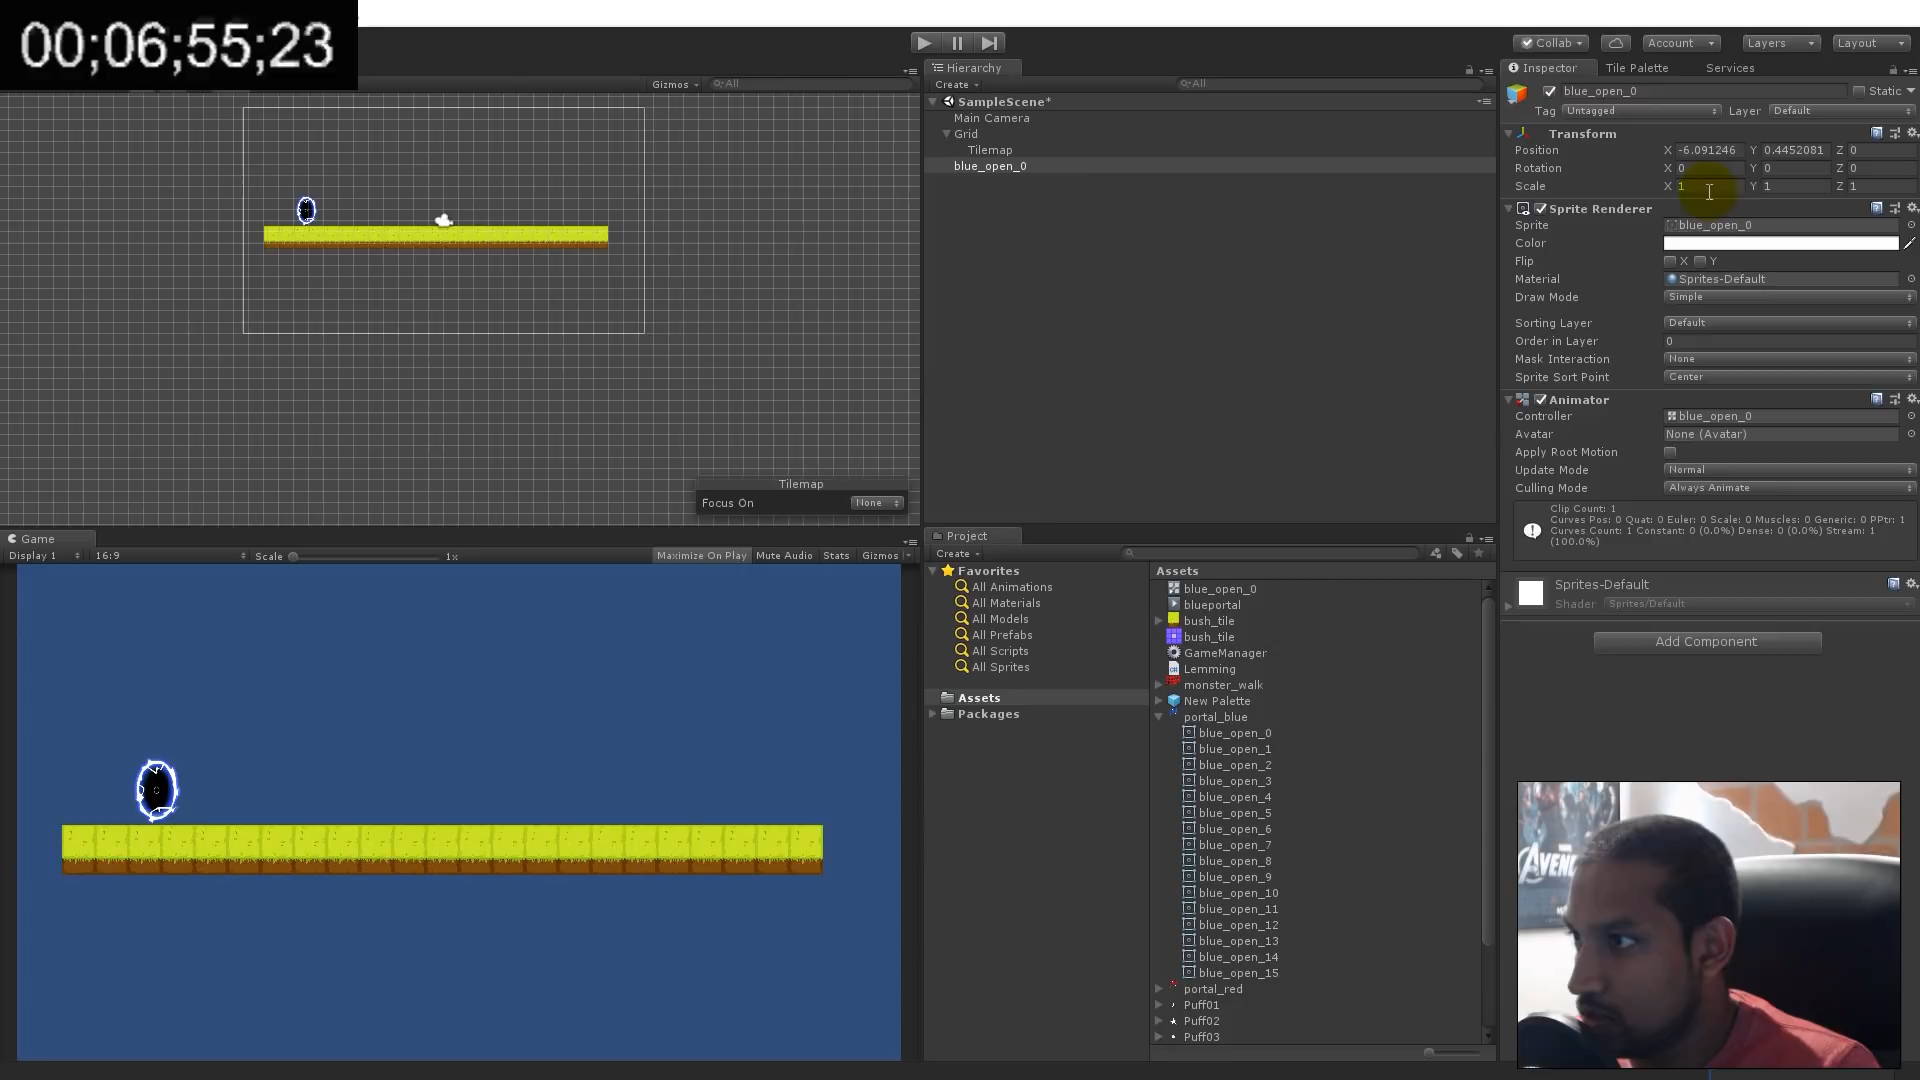 00;06;55;23
Collab
Account
Layers
Layout
Gizmos
All
Hierarchy
Create
All
SampleScene*
Main Camera
Grid
Tilemap
blue_open_0
Tilemap
Focus On
None
Inspector
Tile Palette
Services
blue_open_0
Static
Tag Untagged Layer Default
Transform
Position X -6.091246 Y 0.4452081 Z 0
Rotation X 0 Y 0 Z 0
Scale X 1 Y 1 Z 1
Sprite Renderer
Sprite blue_open_0
Color
Flip X Y
Material Sprites-Default
Draw Mode Simple
Sorting Layer Default
Order in Layer 0
Mask Interaction None
Sprite Sort Point Center
Animator
Controller blue_open_0
Avatar None (Avatar)
Apply Root Motion
Update Mode Normal
Culling Mode Always Animate
Clip Count: 1
Curves Pos: 0 Quat: 0 Euler: 0 Scale: 0 Muscles: 0 Generic: 0 PPtr: 1
Curves Count: 1 Constant: 0 (0.0%) Dense: 0 (0.0%) Stream: 1
(100.0%)
Sprites-Default
Shader Sprites/Default
Add Component
Game
Display 1
16:9
Scale
1x
Maximize On Play
Mute Audio
Stats
Gizmos
Project
Create
Favorites
All Animations
All Materials
All Models
All Prefabs
All Scripts
All Sprites
Assets
Packages
Assets
blue_open_0
blueportal
bush_tile
bush_tile
GameManager
Lemming
monster_walk
New Palette
portal_blue
blue_open_0
blue_open_1
blue_open_2
blue_open_3
blue_open_4
blue_open_5
blue_open_6
blue_open_7
blue_open_8
blue_open_9
blue_open_10
blue_open_11
blue_open_12
blue_open_13
blue_open_14
blue_open_15
portal_red
Puff01
Puff02
Puff03